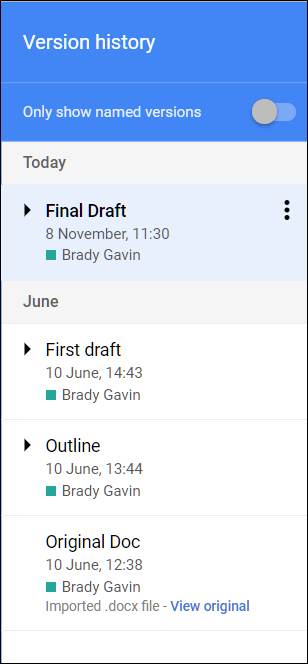 Version history
Only show named versions
Today
Final Draft
8 November, 11:30
Brady Gavin
June
First draft
10 June, 14:43
Brady Gavin
Outline
10 June, 13:44
Brady Gavin
Original Doc
10 June, 12:38
Brady Gavin
Imported .docx file - View original